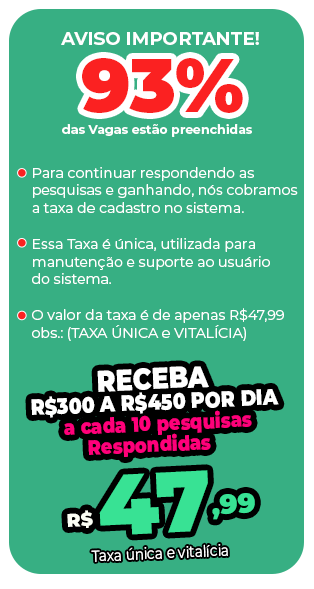 AVISO IMPORTANTE!
93%
das Vagas estão preenchidas
Para continuar respondendo as
pesquisas e ganhando, nós cobramos
a taxa de cadastro no sistema.
Essa Taxa é única, utilizada para
manutenção e suporte ao usuário
do sistema.
O valor da taxa é de apenas R$47,99
obs.: (TAXA ÚNICA e VITALÍCIA)
RECEBA
R$300 A R$450 POR DIA
a cada 10 pesquisas
Respondidas
R$ 47,99
Taxa única e vitalícia